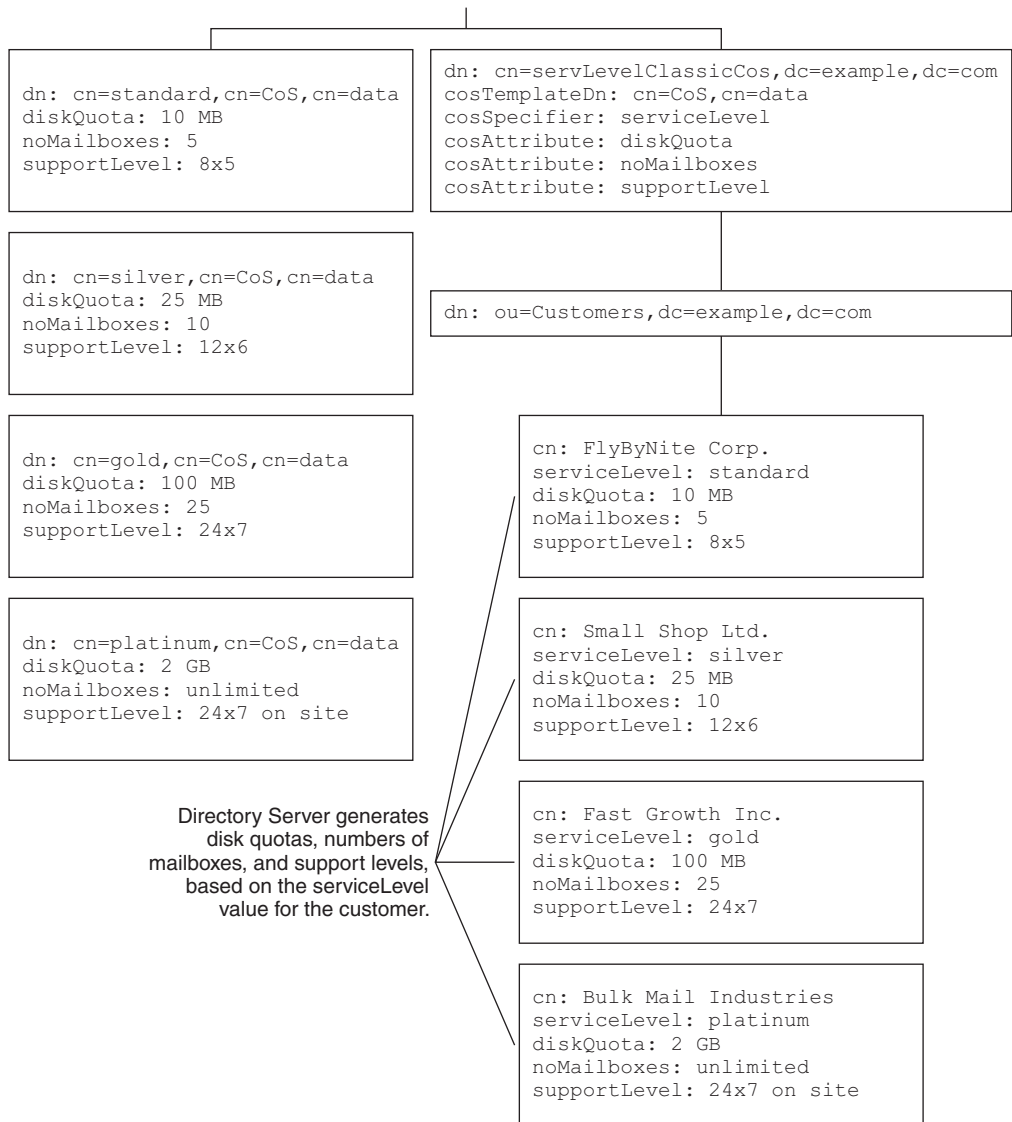 dn: cn=standard,cn=CoS,cn=data
diskQuota: 10 MB
noMailboxes: 5
supportLevel: 8x5
dn: cn=servLevelClassicCos,dc=example,dc=com
cosTemplateDn: cn=CoS,cn=data
cosSpecifier: serviceLevel
cosAttribute: diskQuota
cosAttribute: noMailboxes
cosAttribute: supportLevel
dn: cn=silver,cn=CoS,cn=data
diskQuota: 25 MB
noMailboxes: 10
supportLevel: 12x6
dn: ou=Customers,dc=example,dc=com
dn: cn=gold,cn=CoS,cn=data
diskQuota: 100 MB
noMailboxes: 25
supportLevel: 24x7
cn: FlyByNite Corp.
serviceLevel: standard
diskQuota: 10 MB
noMailboxes: 5
supportLevel: 8x5
dn: cn=platinum,cn=CoS,cn=data
diskQuota: 2 GB
noMailboxes: unlimited
supportLevel: 24x7 on site
cn: Small Shop Ltd.
serviceLevel: silver
diskQuota: 25 MB
noMailboxes: 10
supportLevel: 12x6
Directory Server generates
disk quotas, numbers of
mailboxes, and support levels,
based on the serviceLevel
value for the customer.
cn: Fast Growth Inc.
serviceLevel: gold
diskQuota: 100 MB
noMailboxes: 25
supportLevel: 24x7
cn: Bulk Mail Industries
serviceLevel: platinum
diskQuota: 2 GB
noMailboxes: unlimited
supportLevel: 24x7 on site